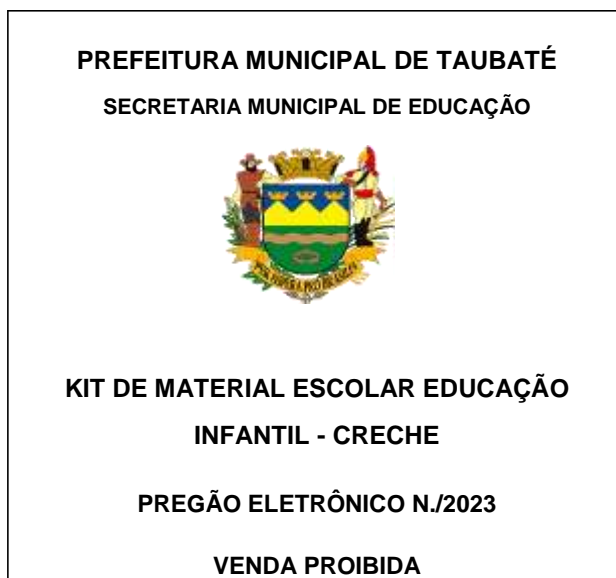 PREFEITURA MUNICIPAL DE TAUBATÉ
SECRETARIA MUNICIPAL DE EDUCAÇÃO
KIT DE MATERIAL ESCOLAR EDUCAÇÃO
INFANTIL - CRECHE
PREGÃO ELETRÔNICO N./2023
VENDA PROIBIDA